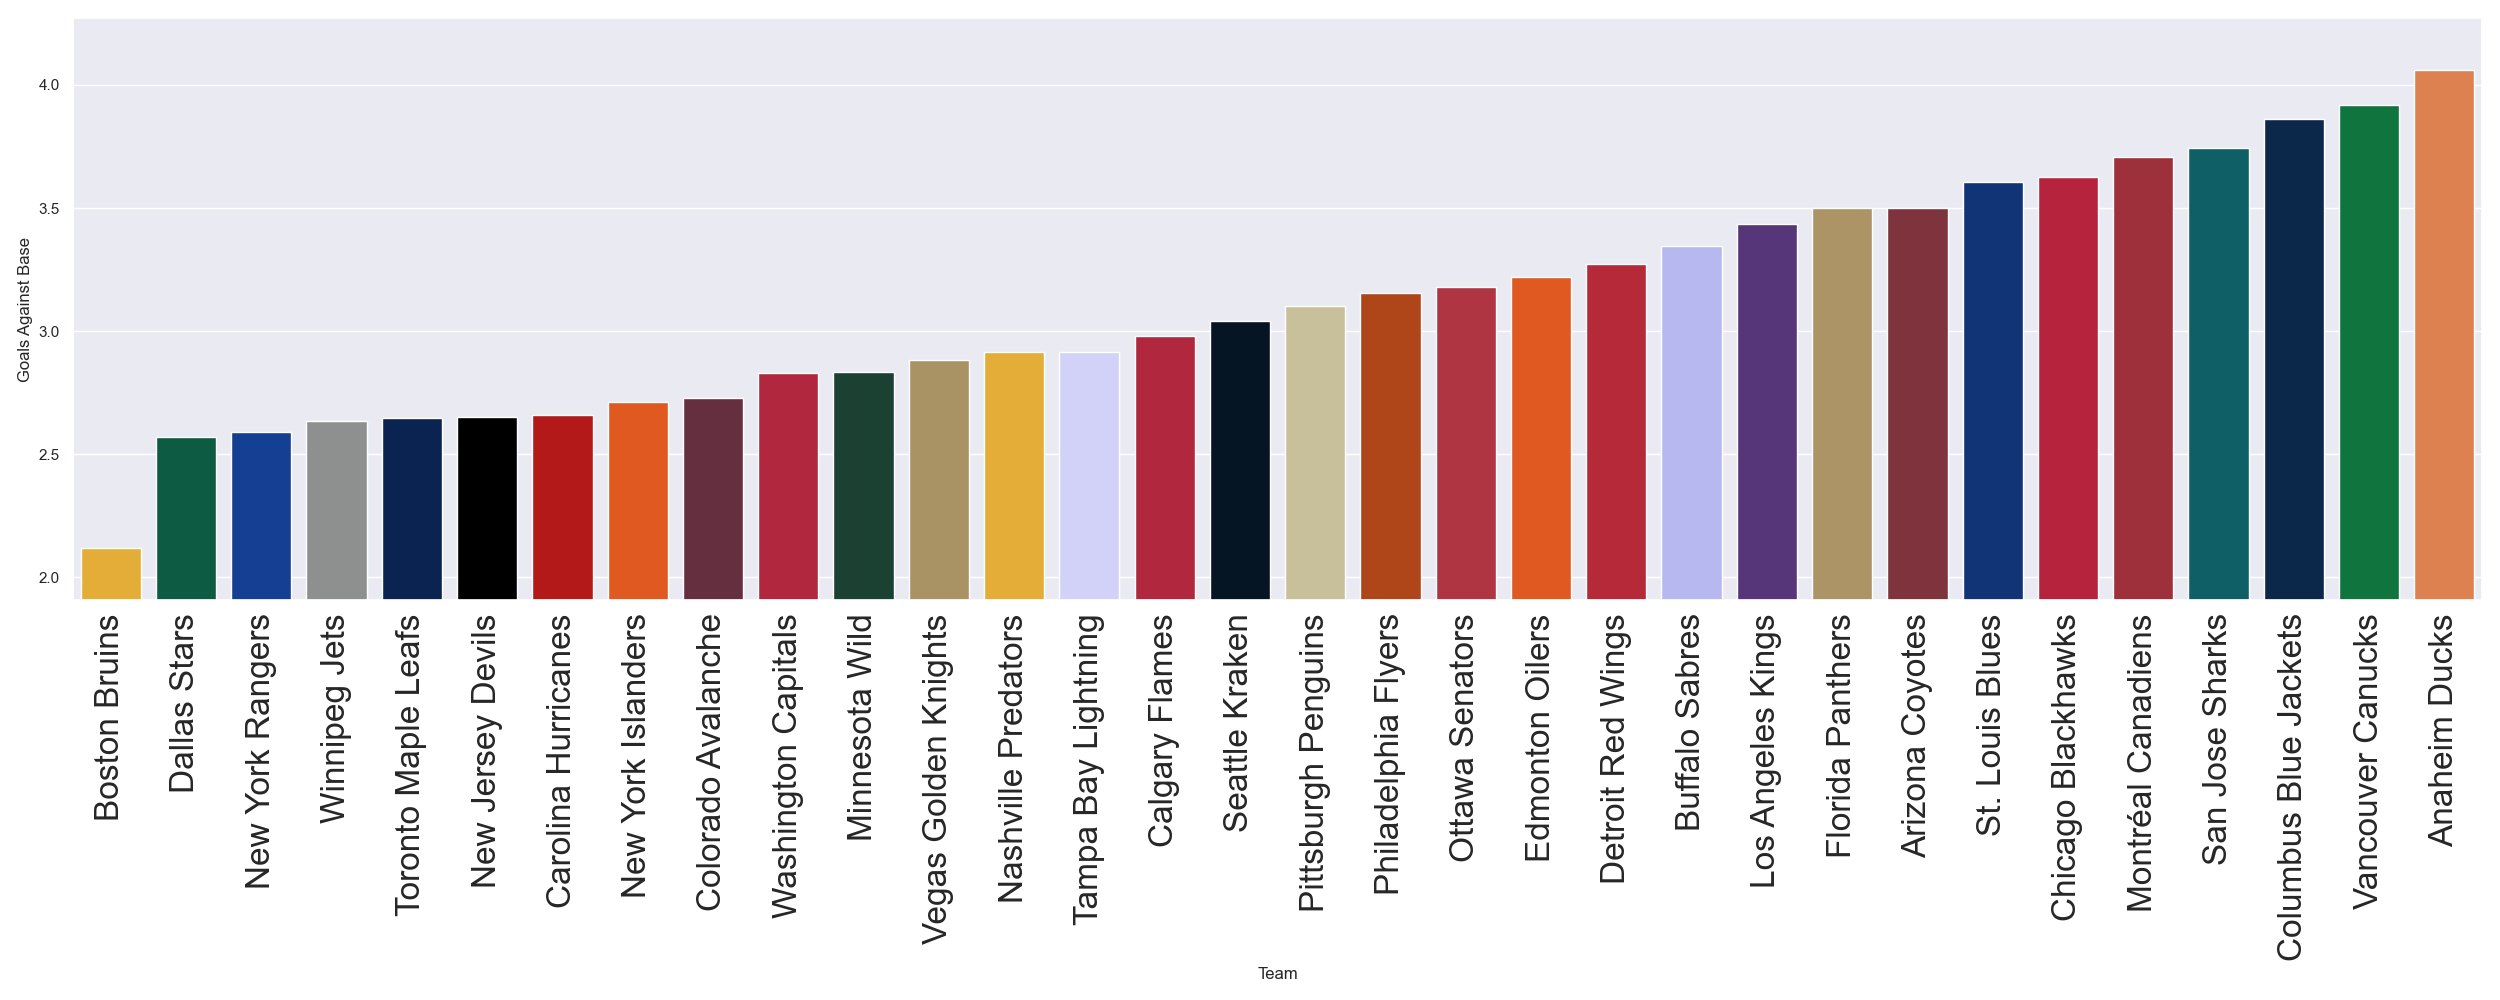 4.0
3.5
3.0
2.5
2.0
Goals Against Base
Boston Bruins
Dallas Stars
New York Rangers
Winnipeg Jets
Toronto Maple Leafs
New Jersey Devils
Carolina Hurricanes
New York Islanders
Colorado Avalanche
Washington Capitals
Minnesota Wild
Vegas Golden Knights
Nashville Predators
Tampa Bay Lightning
Calgary Flames
Seattle Kraken
Pittsburgh Penguins
Philadelphia Flyers
Ottawa Senators
Edmonton Oilers
Detroit Red Wings
Buffalo Sabres
Los Angeles Kings
Florida Panthers
Arizona Coyotes
St. Louis Blues
Chicago Blackhawks
Montréal Canadiens
San Jose Sharks
Columbus Blue Jackets
Vancouver Canucks
Anaheim Ducks
Team